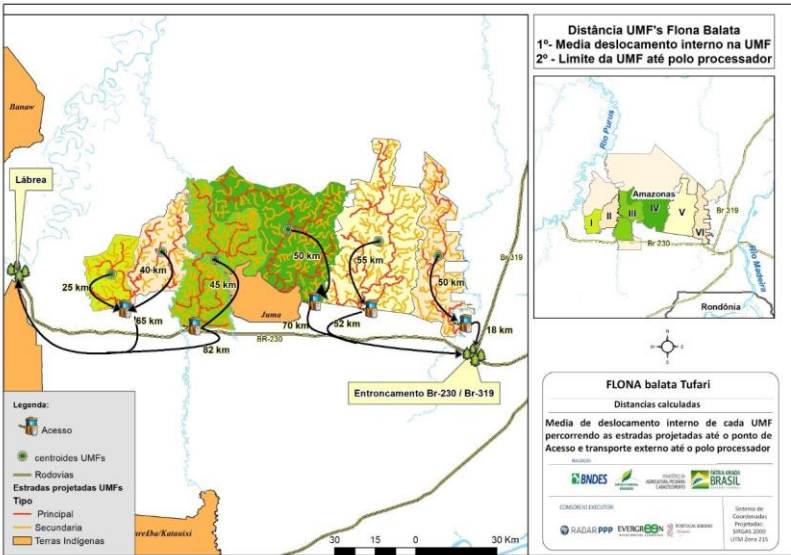 Distância UMF's Flona Balata
1º- Media deslocamento interno na UMF
2º - Limite da UMF até polo processador
Banaw
Lábrea
25 km
40 km
45 km
50 km
55 km
50 km
65 km
82 km
70 km
52 km
18 km
Juma
BR-230
Br-319
Entroncamento Br-230 / Br-319
Legenda:
Acesso
centroides UMFs
Rodovias
Estradas projetadas UMFs
Tipo
Principal
Secundaria
Terras Indígenas
30 0 30 Km
Rio Purus
Amazonas
I
II
III
IV
V
VI
Br 319
Br 230
Rio Madeira
Rondônia
N
W
E
S
FLONA balata Tufari
Distancias calculadas
Media de deslocamento interno de cada UMF
percorrendo as estradas projetadas até o ponto de
Acesso e transporte externo até o polo processador
BNDES
PÁTRIA AMADA
BRASIL
CONSÓRCIO EXECUTOR:
RADAR PPP
EVERGREEN
Sistema de
Coordenadas
Projetadas:
SIRGAS 2000
UTM Zona 21S